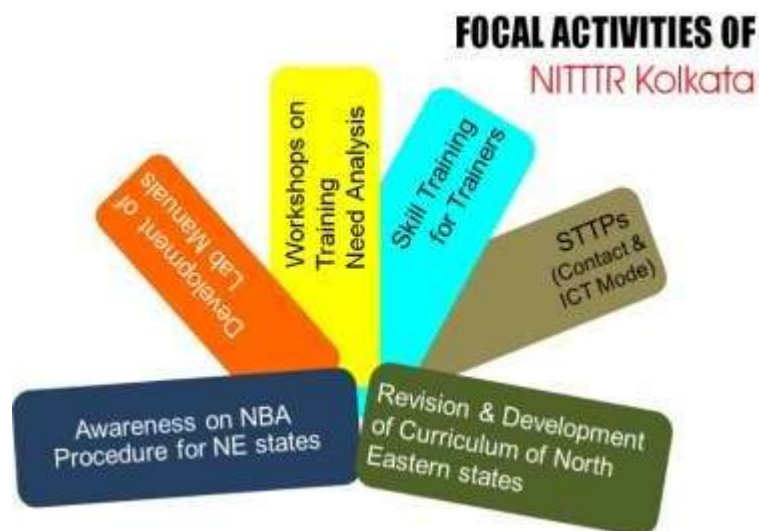 FOCAL ACTIVITIES OF
NITTTR Kolkata
Development of
Lab Manuals
Workshops on
Training
Need Analysis
Skill Training
for Trainers
STTPs
(Contact &
ICT Mode)
Awareness on NBA
Procedure for NE states
Revision & Development
of Curriculum of North
Eastern states